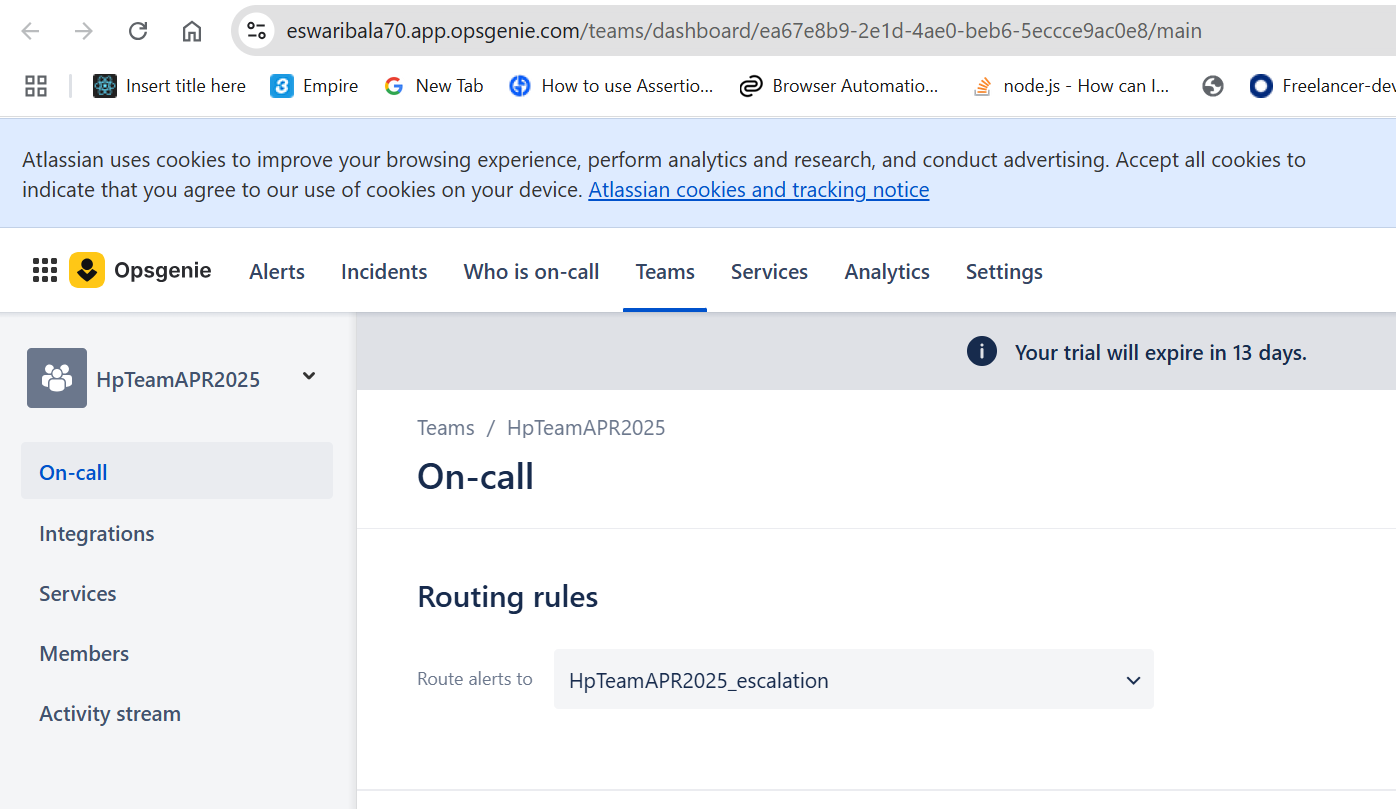 eswaribala70.app.opsgenie.com/teams/dashboard/ea67e8b9-2e1d-4ae0-beb6-5eccce9ac0e8/main
Insert title here Empire New Tab How to use Assertio... Browser Automatio... node.js - How can I... Freelancer-dev
Atlassian uses cookies to improve your browsing experience, perform analytics and research, and conduct advertising. Accept all cookies to
indicate that you agree to our use of cookies on your device. Atlassian cookies and tracking notice
Opsgenie Alerts Incidents Who is on-call Teams Services Analytics Settings
Your trial will expire in 13 days.
HpTeamAPR2025
On-call
Integrations
Services
Members
Activity stream
Teams / HpTeamAPR2025
On-call
Routing rules
Route alerts to HpTeamAPR2025_escalation